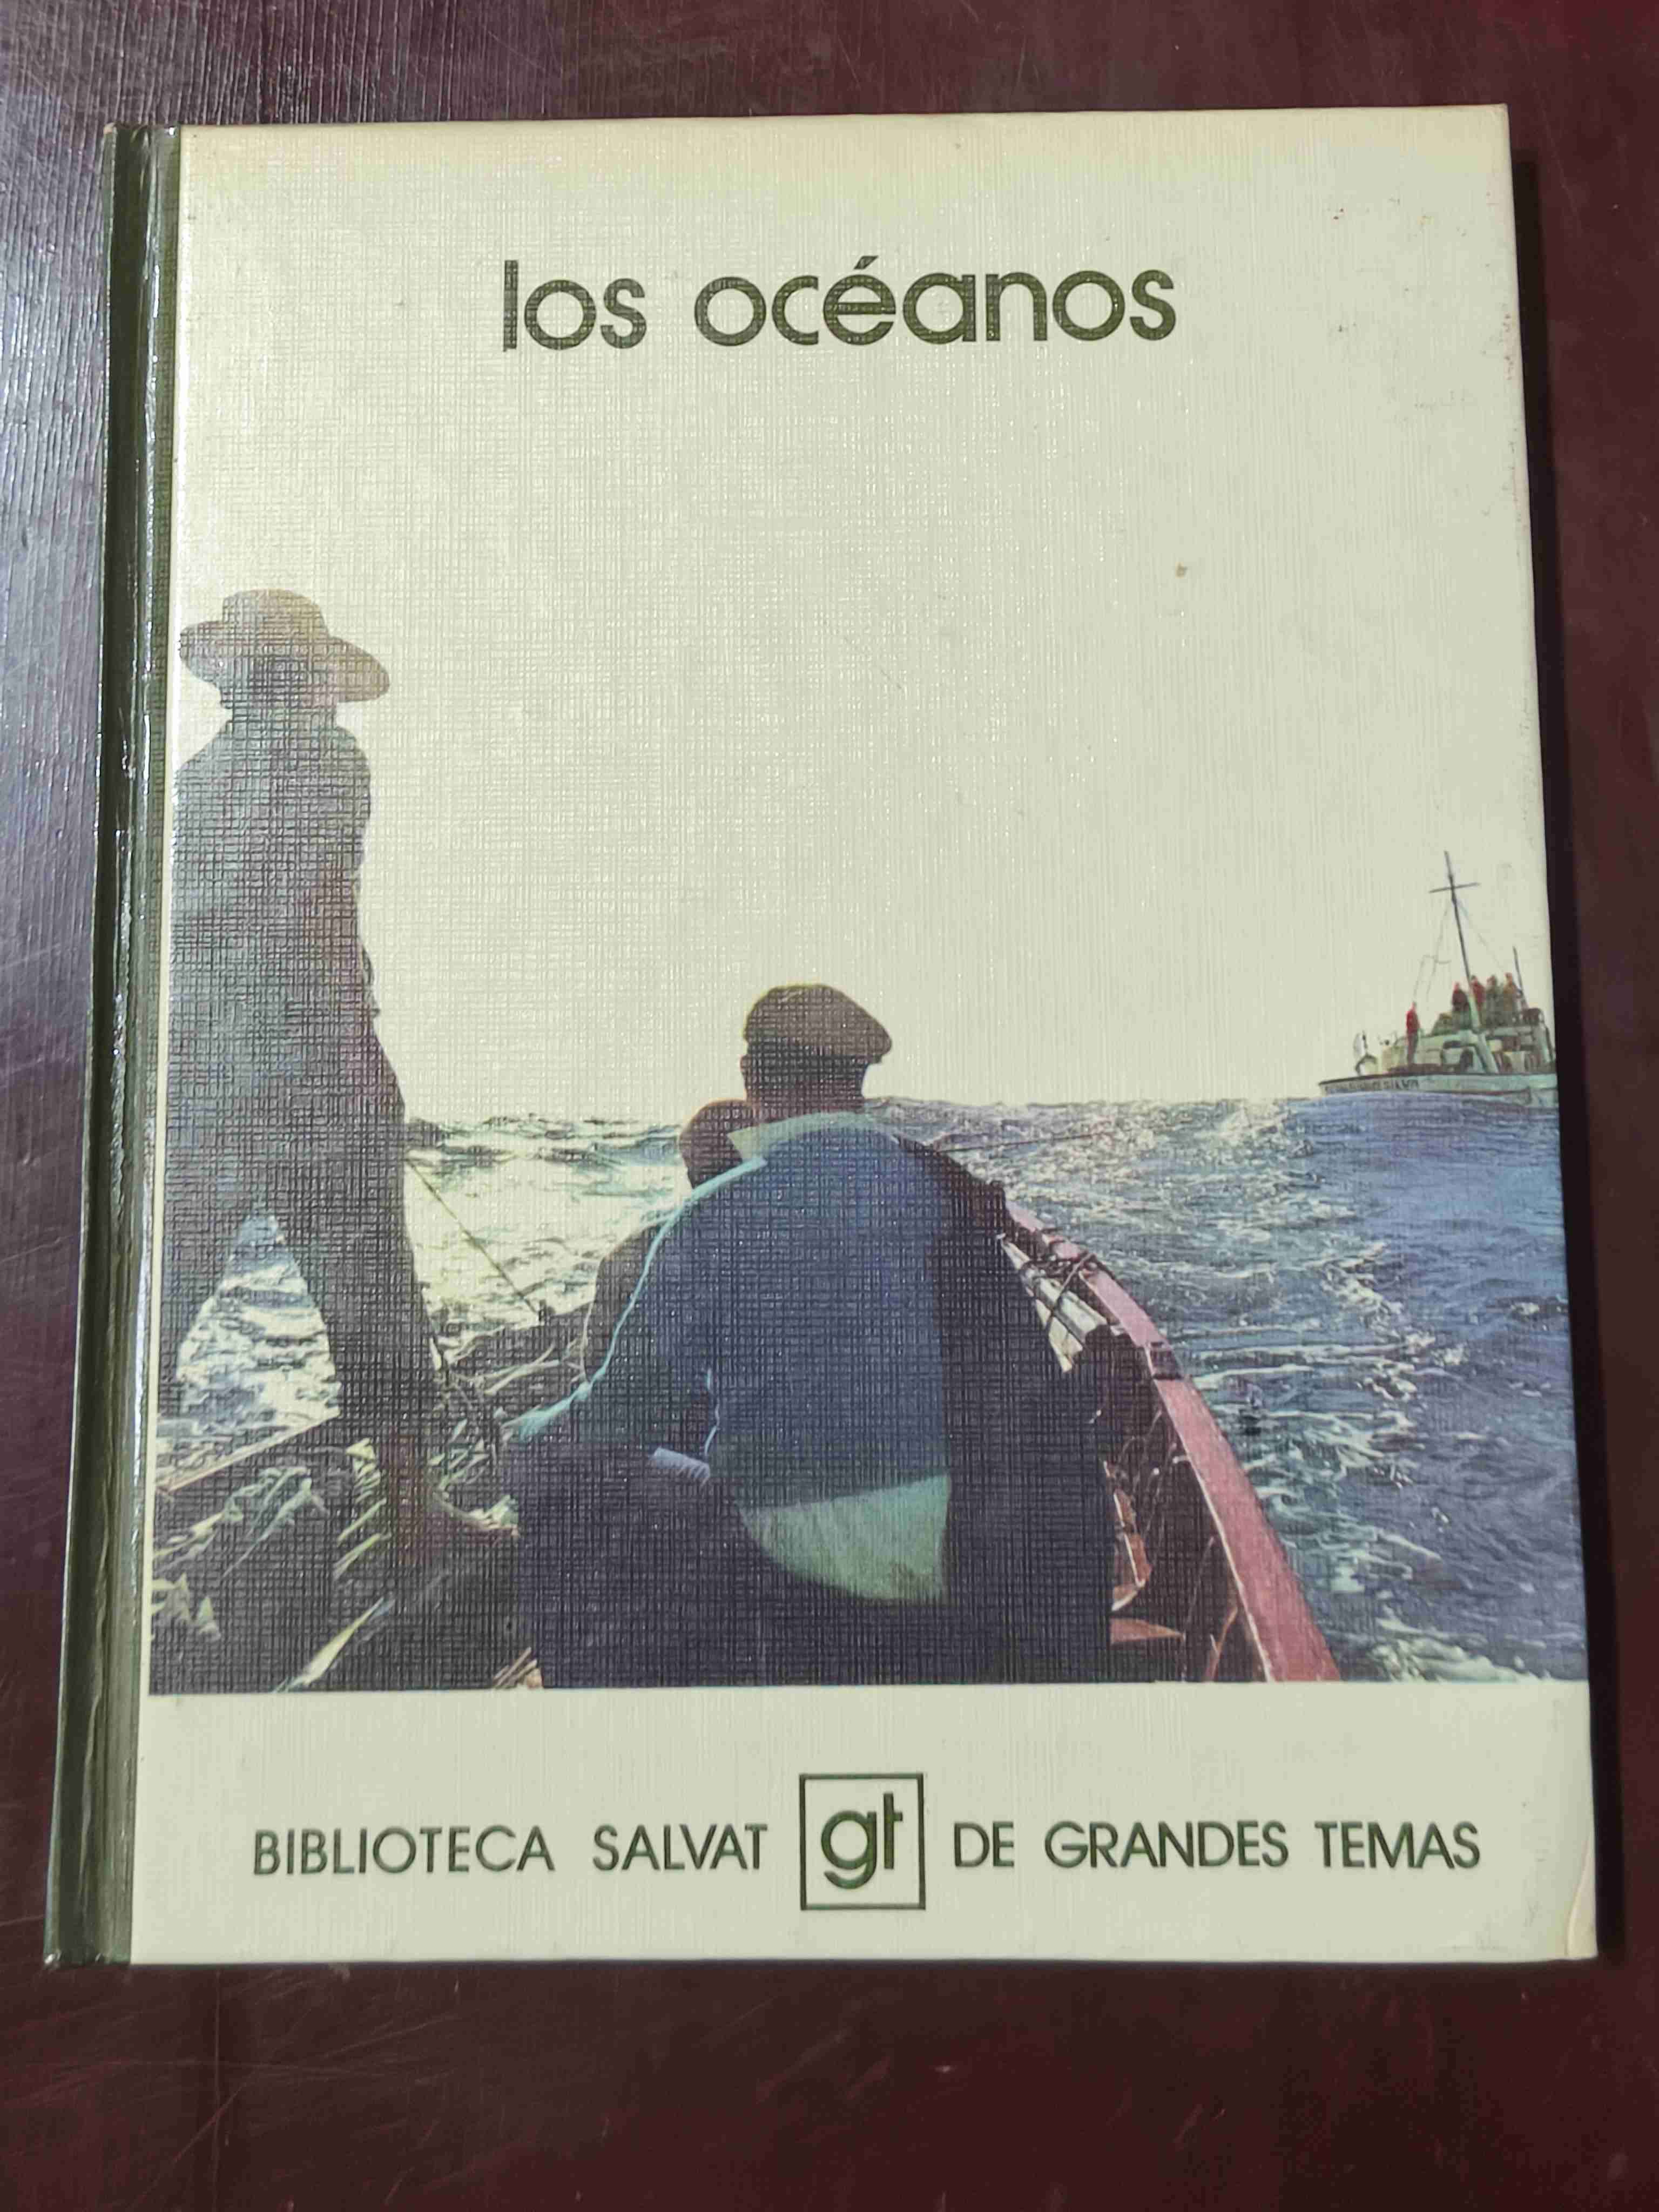 los océanos
BIBLIOTECA SALVAT gt DE GRANDES TEMAS